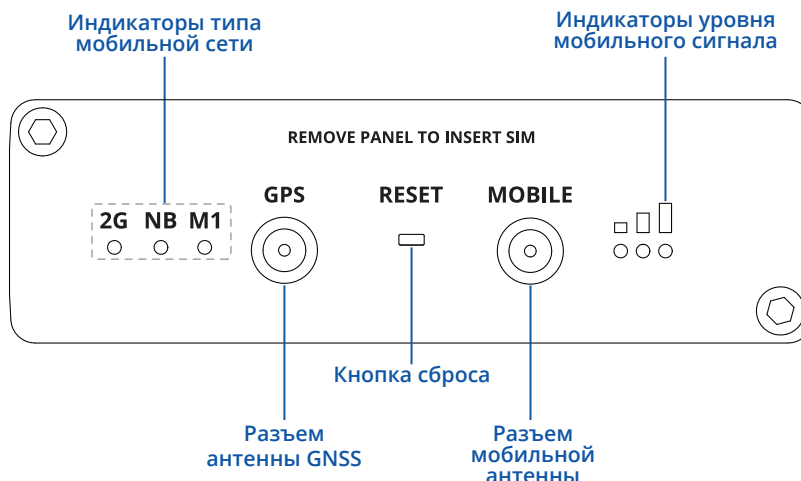 Индикаторы типа
мобильной сети
Индикаторы уровня
мобильного сигнала
REMOVE PANEL TO INSERT SIM
GPS RESET MOBILE
2G NB M1
Кнопка сброса
Разъем
антенны GNSS
Разъем
мобильной
антенны